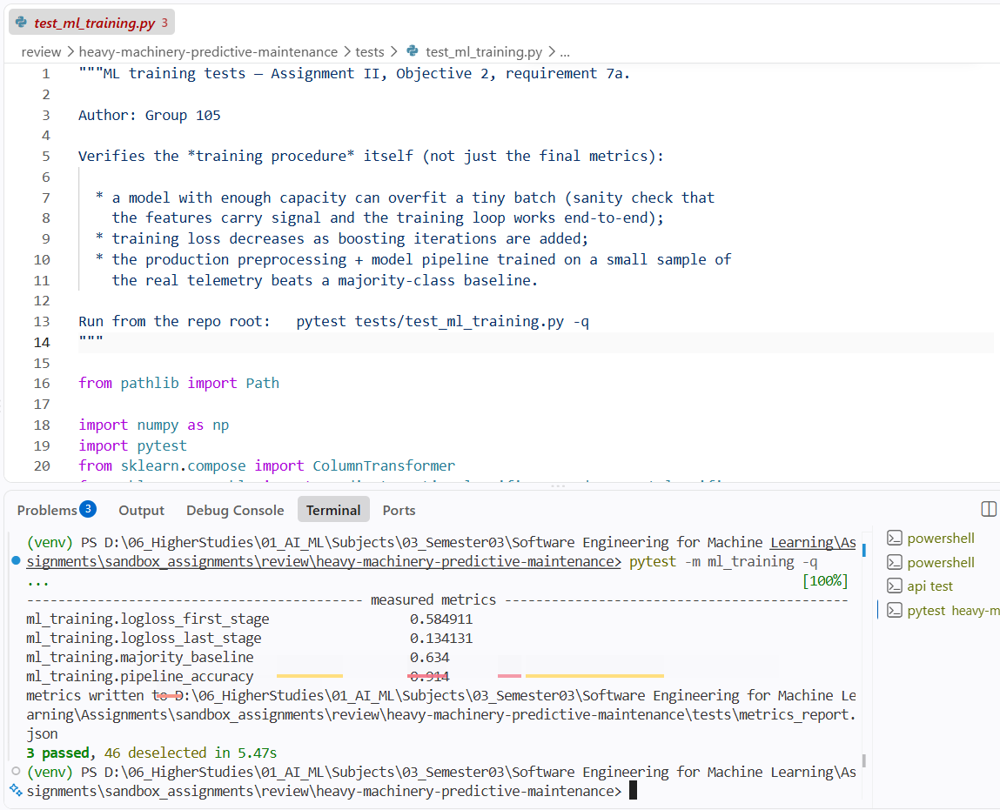 test_ml_training.py 3
review > heavy-machinery-predictive-maintenance > tests > test_ml_training.py > ...
1 """ML training tests — Assignment II, Objective 2, requirement 7a.
2
3 Author: Group 105
4
5 Verifies the *training procedure* itself (not just the final metrics):
6
7 * a model with enough capacity can overfit a tiny batch (sanity check that
8 the features carry signal and the training loop works end-to-end);
9 * training loss decreases as boosting iterations are added;
10 * the production preprocessing + model pipeline trained on a small sample of
11 the real telemetry beats a majority-class baseline.
12
13 Run from the repo root: pytest tests/test_ml_training.py -q
14 """
15
16 from pathlib import Path
17
18 import numpy as np
19 import pytest
20 from sklearn.compose import ColumnTransformer
Problems 3 Output Debug Console Terminal Ports
(venv) PS D:\06_HigherStudies\01_AI_ML\Subjects\03_Semester03\Software Engineering for Machine Learning\As
signments\sandbox_assignments\review\heavy-machinery-predictive-maintenance> pytest -m ml_training -q
... [100%]
------------------------------------------- measured metrics --------------------------------------------
ml_training.logloss_first_stage 0.584911
ml_training.logloss_last_stage 0.134131
ml_training.majority_baseline 0.634
ml_training.pipeline_accuracy 0.914
metrics written to D:\06_HigherStudies\01_AI_ML\Subjects\03_Semester03\Software Engineering for Machine Le
arning\Assignments\sandbox_assignments\review\heavy-machinery-predictive-maintenance\tests\metrics_report.
json
3 passed, 46 deselected in 5.47s
(venv) PS D:\06_HigherStudies\01_AI_ML\Subjects\03_Semester03\Software Engineering for Machine Learning\As
signments\sandbox_assignments\review\heavy-machinery-predictive-maintenance>
powershell
powershell
api test
pytest heavy-m